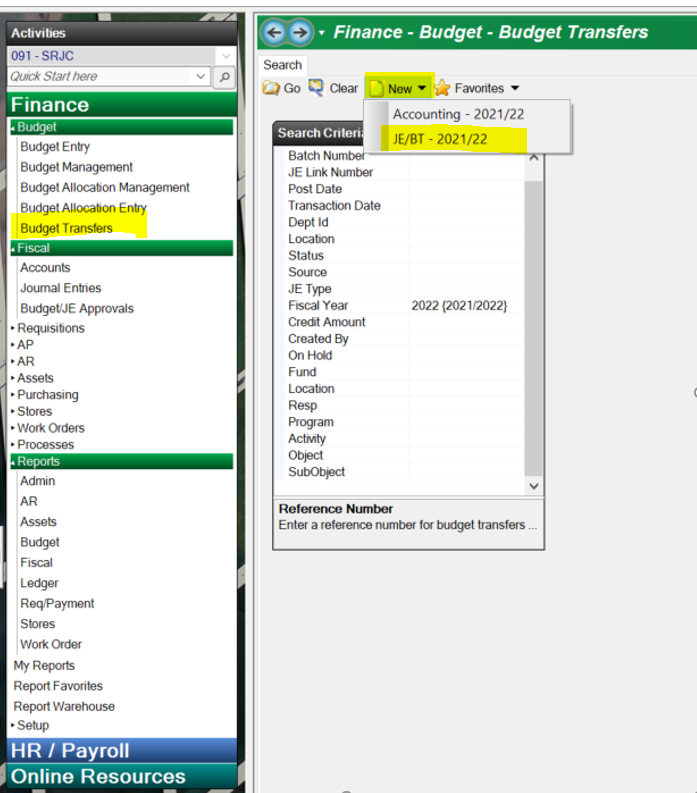 Activities
091 - SRJC
Quick Start here
Finance
Budget
Budget Entry
Budget Management
Budget Allocation Management
Budget Allocation Entry
Budget Transfers
Fiscal
Accounts
Journal Entries
Budget/JE Approvals
Requisitions
AP
AR
Assets
Purchasing
Stores
Work Orders
Processes
Reports
Admin
AR
Assets
Budget
Fiscal
Ledger
Req/Payment
Stores
Work Order
My Reports
Report Favorites
Report Warehouse
Setup
HR / Payroll
Online Resources
Finance - Budget - Budget Transfers
Search
Go Clear New Favorites
Accounting - 2021/22
JE/BT - 2021/22
Search Criteria
Batch Number
JE Link Number
Post Date
Transaction Date
Dept Id
Location
Status
Source
JE Type
Fiscal Year 2022 {2021/2022}
Credit Amount
Created By
On Hold
Fund
Location
Resp
Program
Activity
Object
SubObject
Reference Number
Enter a reference number for budget transfers ...